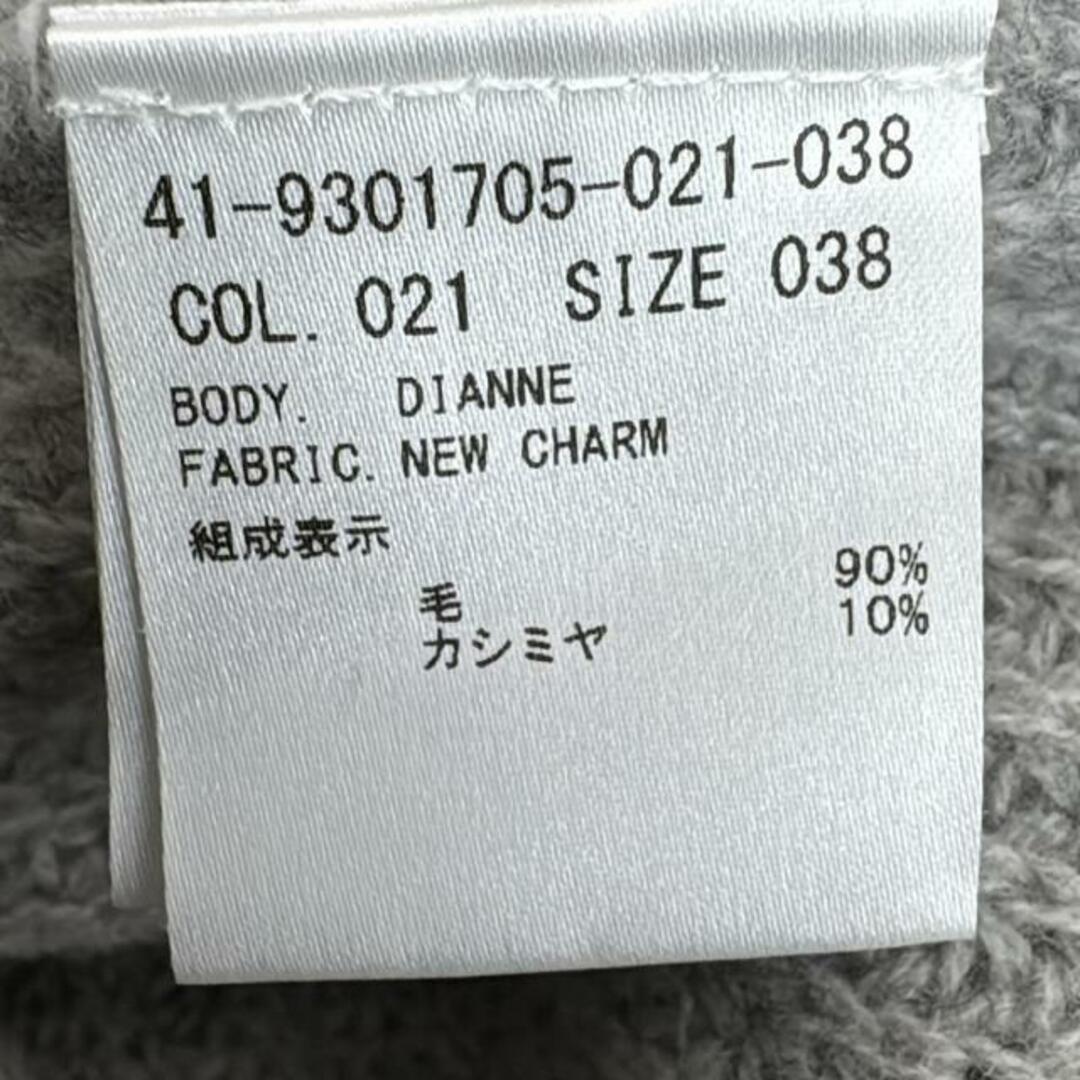 41-9301705-021-038
COL. 021 SIZE 038
BODY. DIANNE
FABRIC. NEW CHARM
組成表示
毛 90%
カシミヤ 10%